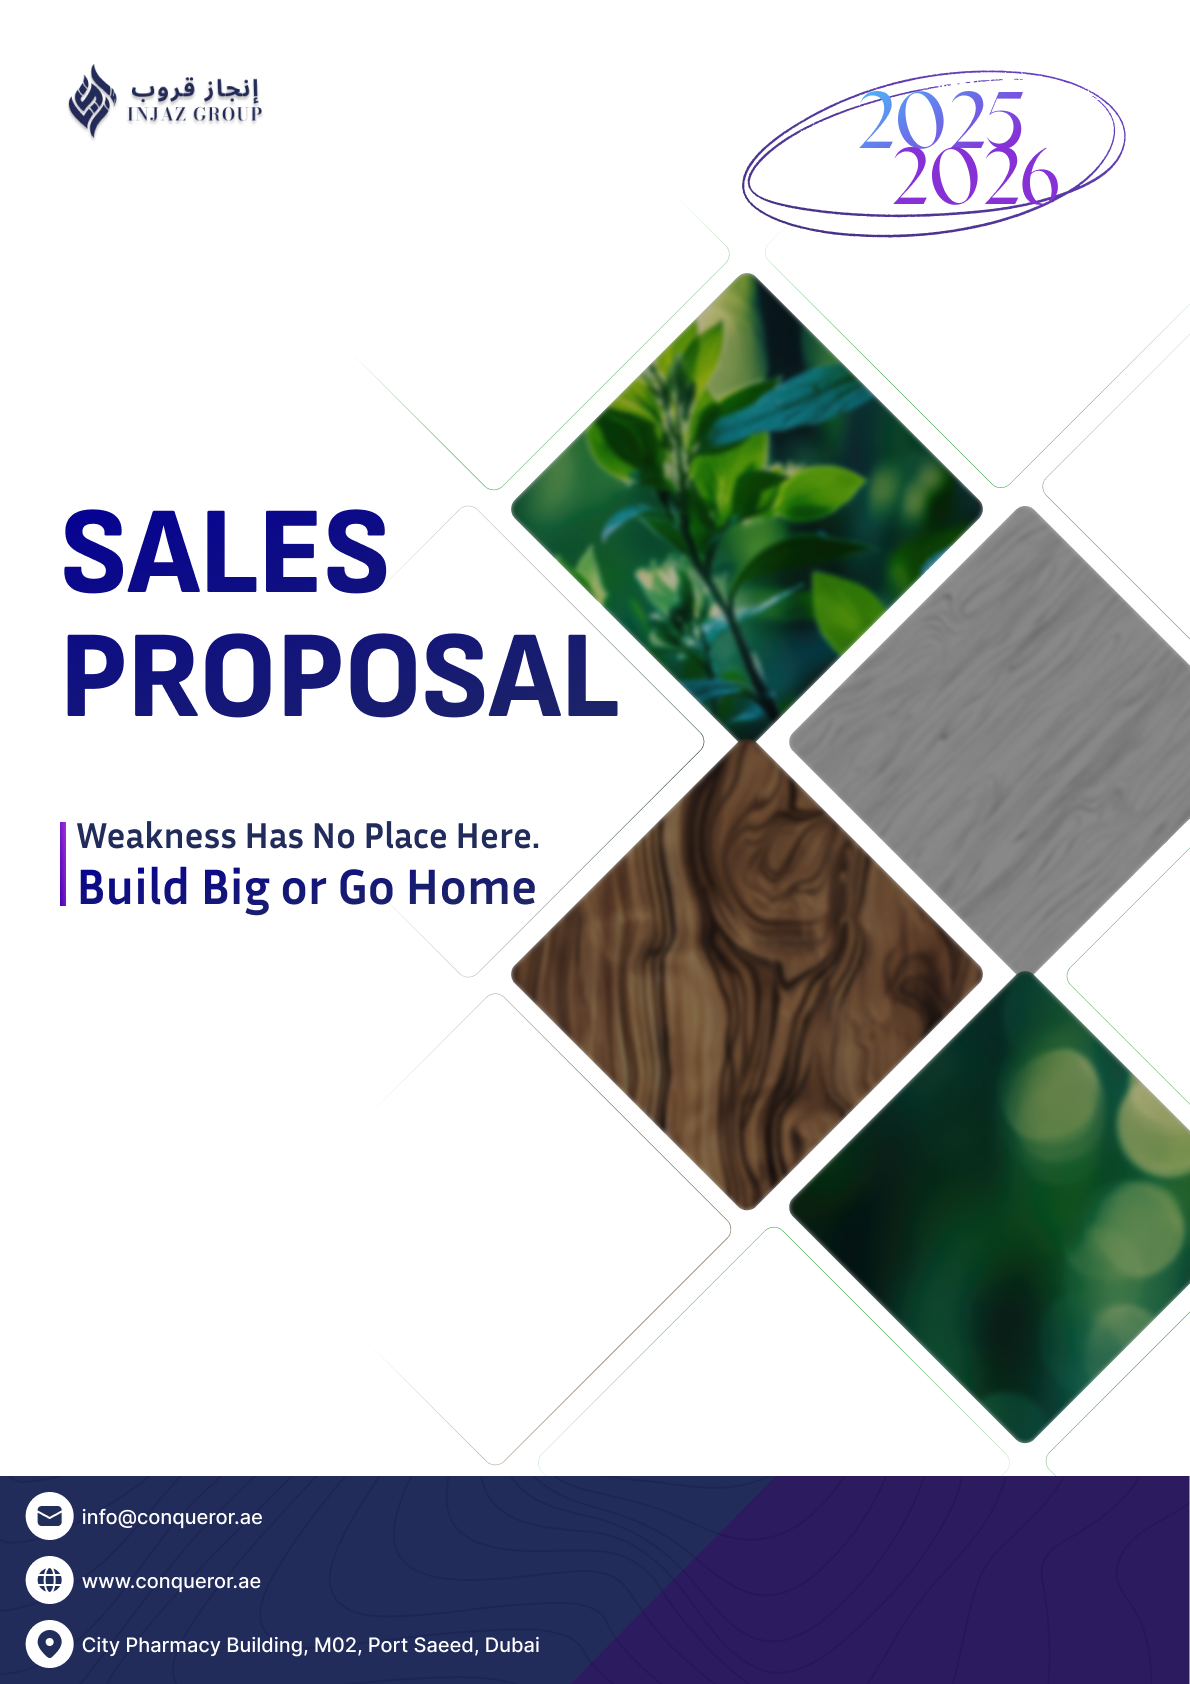 إنجاز قروب
INJAZ GROUP
2025
2026
SALES
PROPOSAL
Weakness Has No Place Here.
Build Big or Go Home
info@conqueror.ae
www.conqueror.ae
City Pharmacy Building, M02, Port Saeed, Dubai